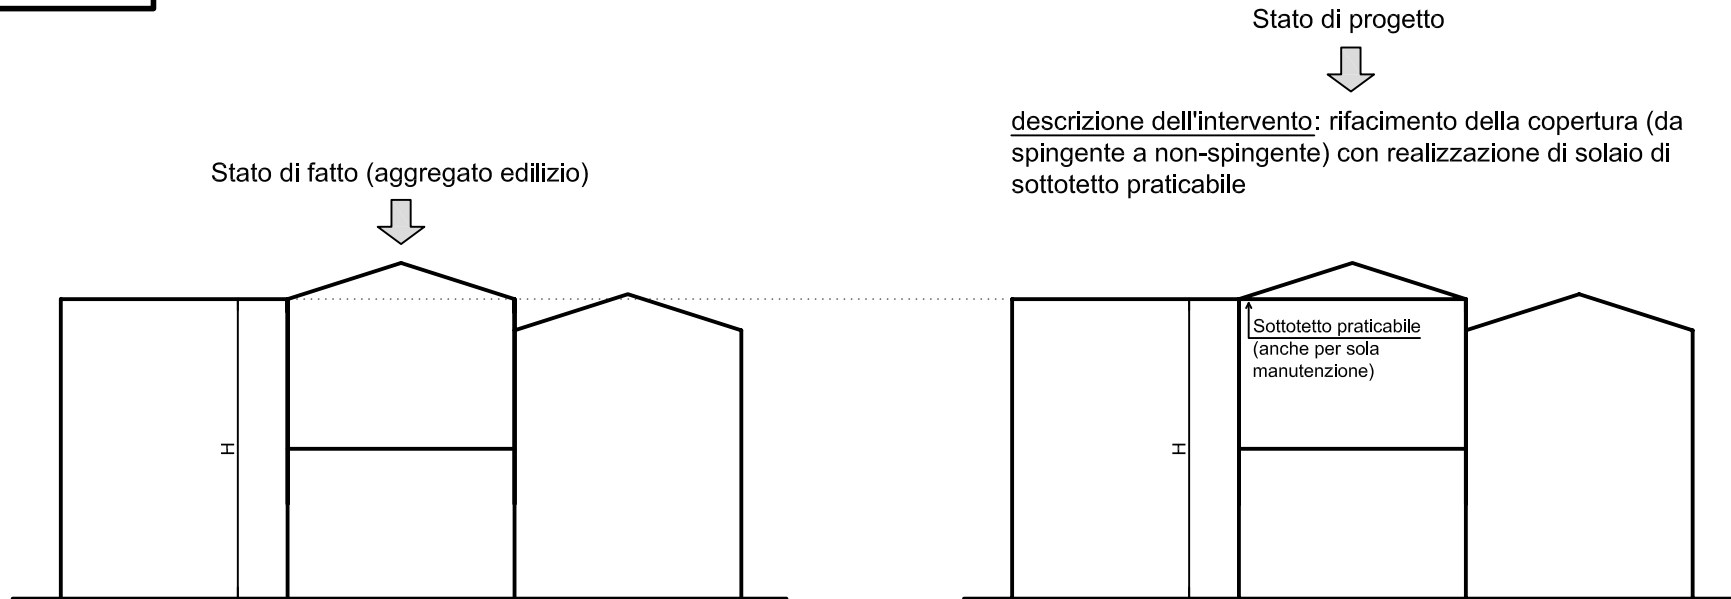 Stato di progetto
descrizione dell'intervento: rifacimento della copertura (da
spingente a non-spingente) con realizzazione di solaio di
sottotetto praticabile
Stato di fatto (aggregato edilizio)
H
H
Sottotetto praticabile
(anche per sola
manutenzione)